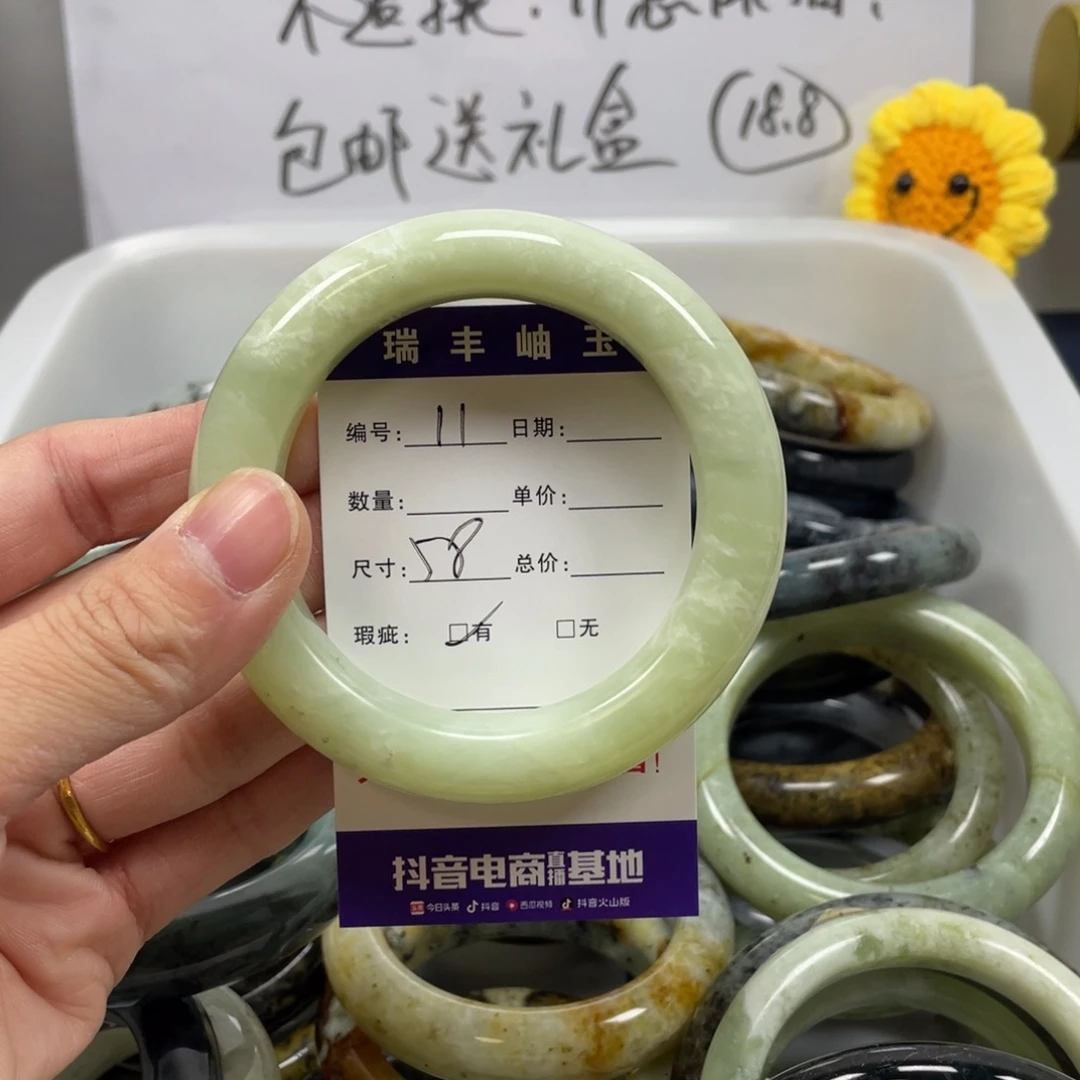 包邮送礼盒 18.8
瑞丰岫玉
编号: 11 日期:
数量: 单价:
尺寸: 58 总价:
瑕疵: ☑有 □无
!
抖音电商直播基地
头条 今日头条 抖音 西瓜视频 抖音火山版